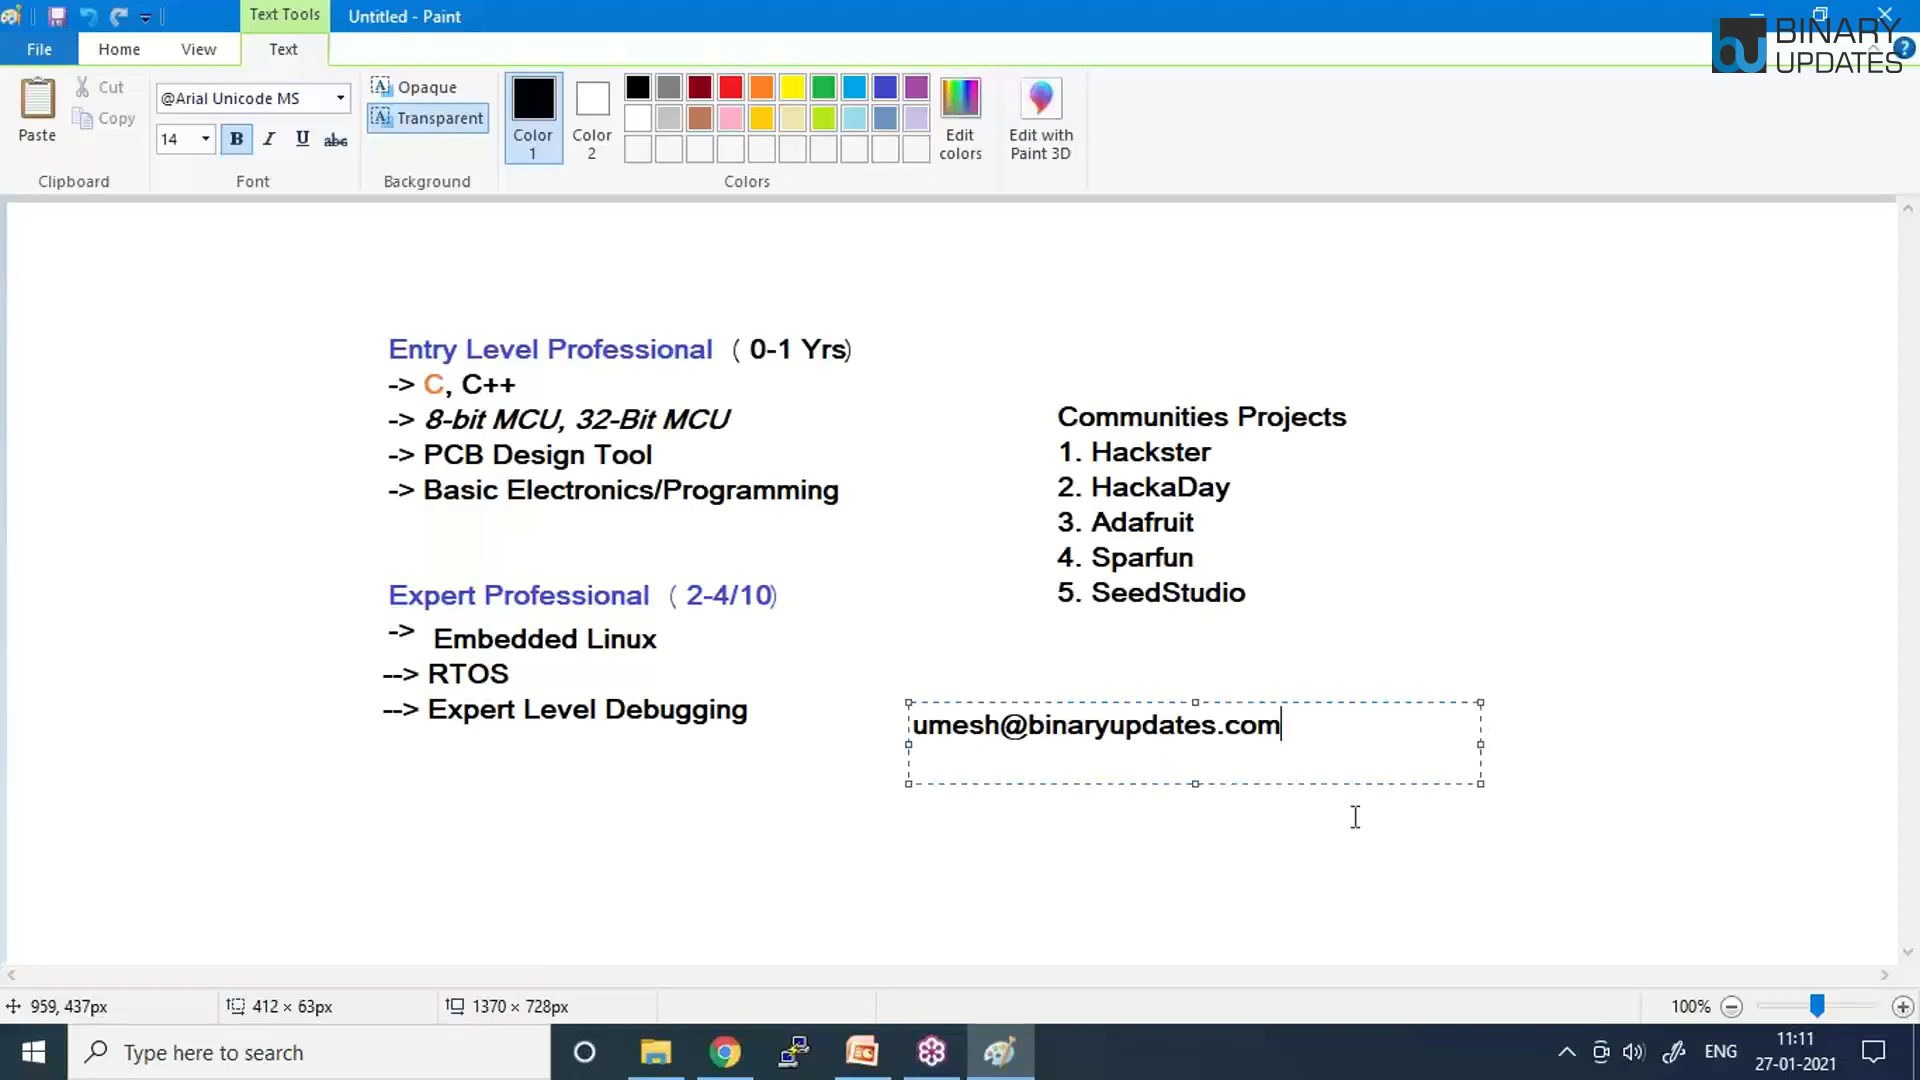 Text Tools
Untitled - Paint
BINARY
UPDATES
File
Home
View
Text
Paste
Cut
Copy
Clipboard
@Arial Unicode MS
14
B
I
U
abc
Font
Opaque
Transparent
Background
Color
1
Color
2
Edit
colors
Colors
Edit with
Paint 3D
Entry Level Professional ( 0-1 Yrs)
-> C, C++
-> 8-bit MCU, 32-Bit MCU
-> PCB Design Tool
-> Basic Electronics/Programming
Communities Projects
1. Hackster
2. HackaDay
3. Adafruit
4. Sparfun
5. SeedStudio
Expert Professional ( 2-4/10)
-> Embedded Linux
--> RTOS
--> Expert Level Debugging
umesh@binaryupdates.com
959, 437px
412 × 63px
1370 × 728px
100%
Type here to search
ENG
11:11
27-01-2021